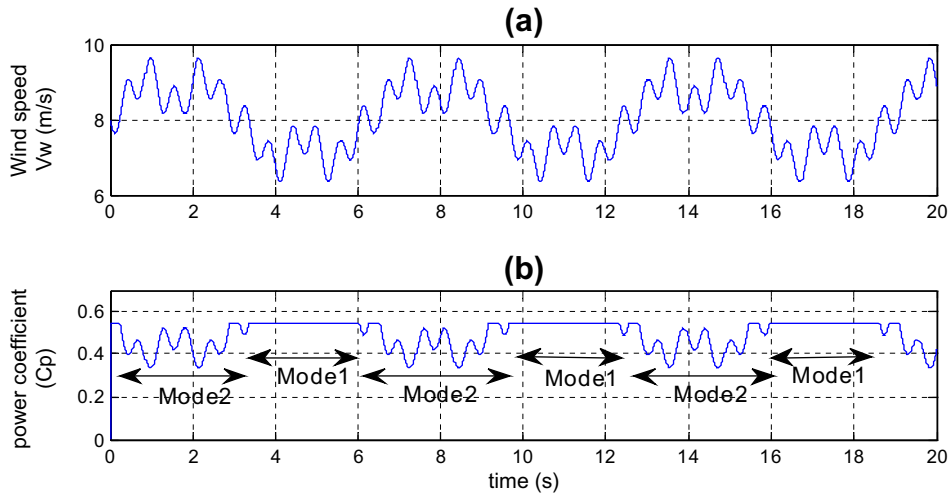 (a)
Wind speed
Vw (m/s)
10
8
6
0 2 4 6 8 10 12 14 16 18 20
(b)
power coefficient
(Cp)
0.6
0.4
0.2
0
Mode2 Mode1 Mode2 Mode1 Mode2 Mode1
0 2 4 6 8 10 12 14 16 18 20
time (s)